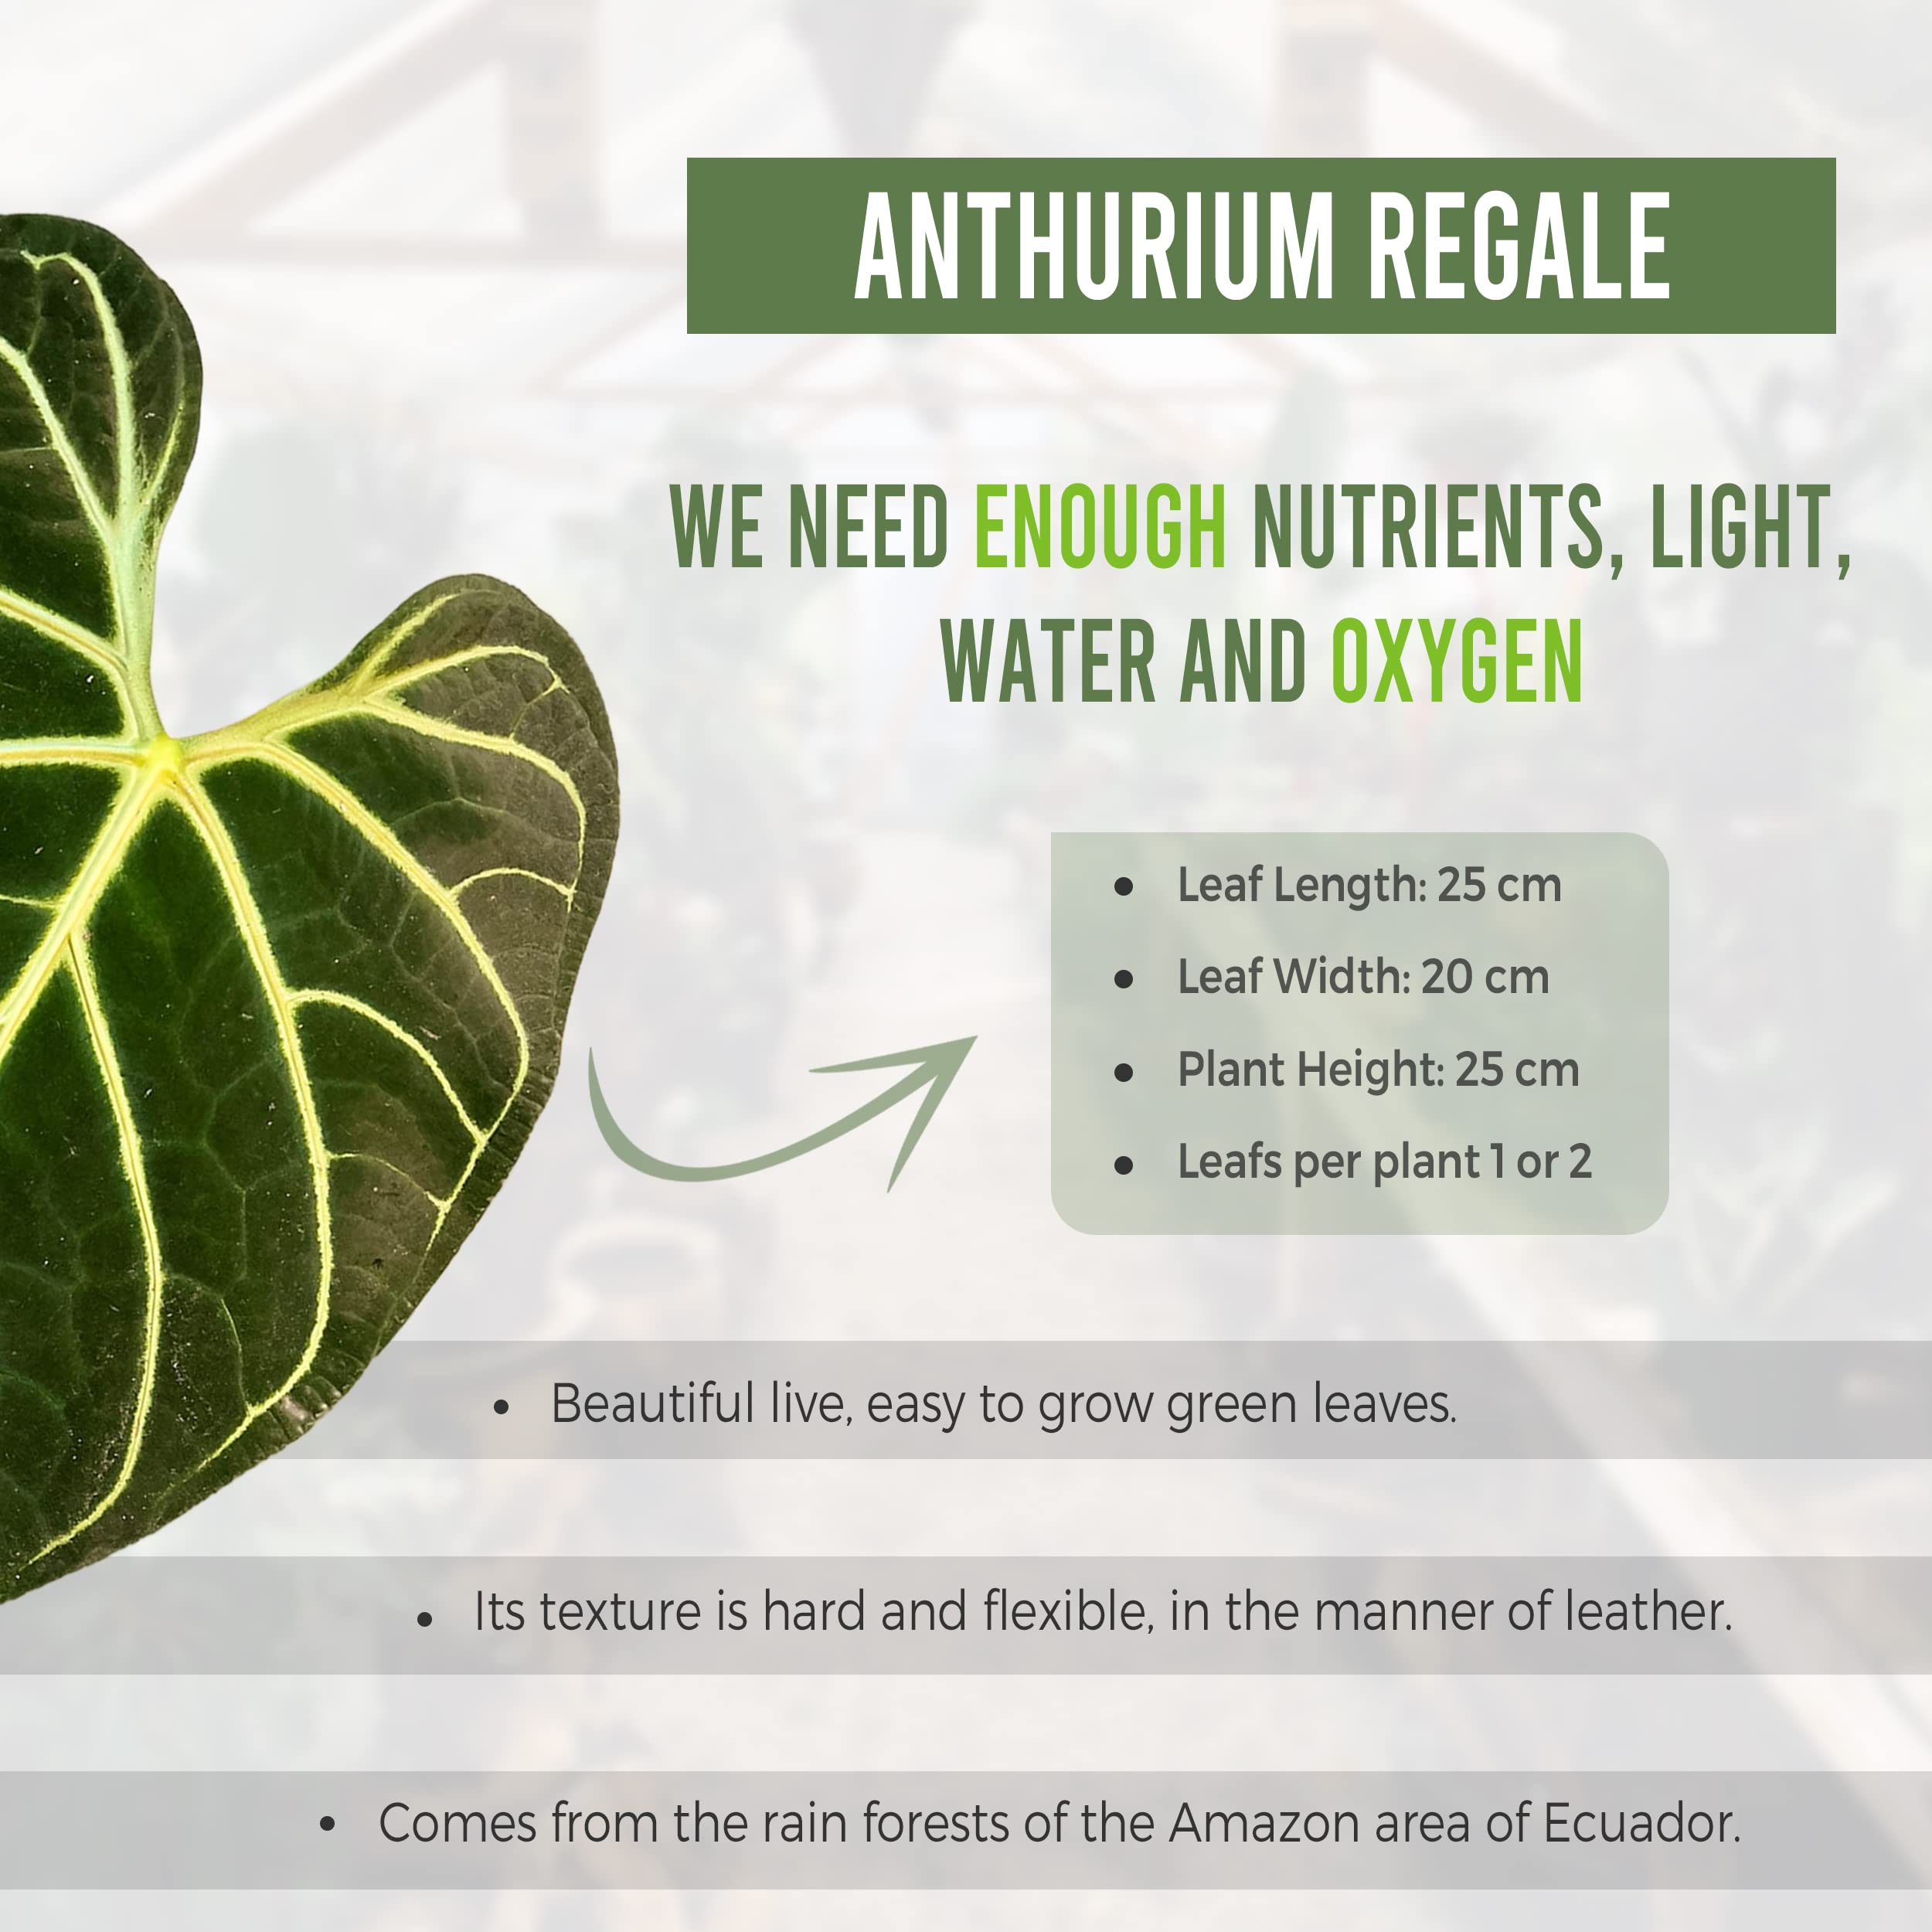 ANTHURIUM REGALE
WE NEED ENOUGH NUTRIENTS, LIGHT,
WATER AND OXYGEN
• Leaf Length: 25 cm
• Leaf Width: 20 cm
• Plant Height: 25 cm
• Leafs per plant 1 or 2
• Beautiful live, easy to grow green leaves.
• Its texture is hard and flexible, in the manner of leather.
• Comes from the rain forests of the Amazon area of Ecuador.